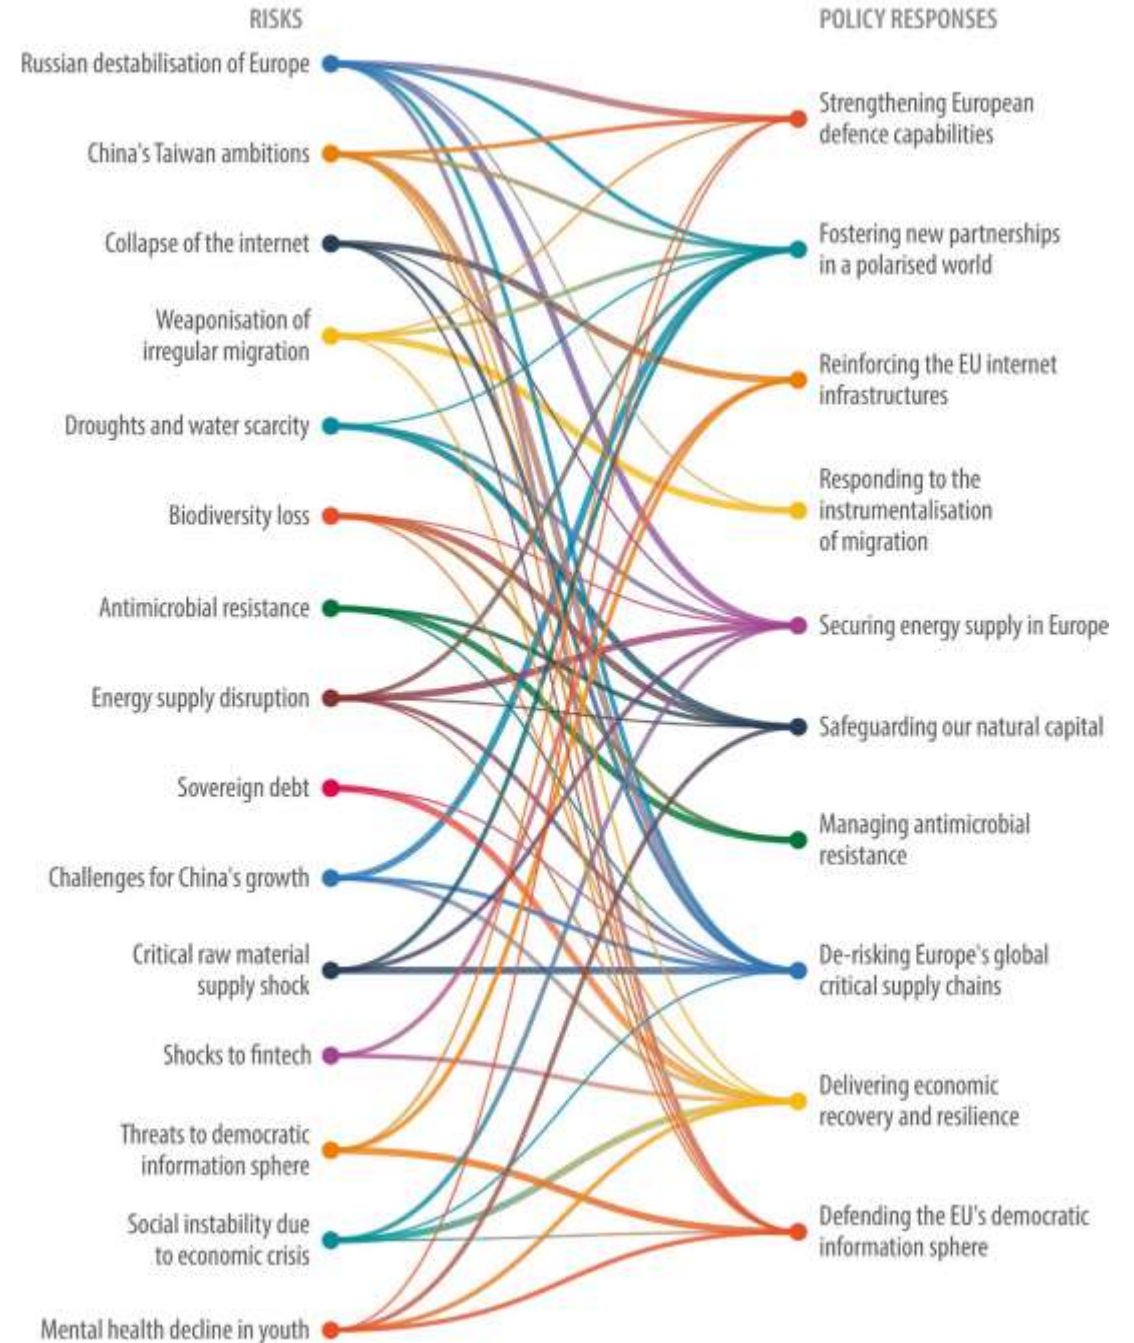 RISKS
Russian destabilisation of Europe
China's Taiwan ambitions
Collapse of the internet
Weaponisation of
irregular migration
Droughts and water scarcity
Biodiversity loss
Antimicrobial resistance
Energy supply disruption
Sovereign debt
Challenges for China's growth
Critical raw material
supply shock
Shocks to fintech
Threats to democratic
information sphere
Social instability due
to economic crisis
Mental health decline in youth
POLICY RESPONSES
Strengthening European
defence capabilities
Fostering new partnerships
in a polarised world
Reinforcing the EU internet
infrastructures
Responding to the
instrumentalisation
of migration
Securing energy supply in Europe
Safeguarding our natural capital
Managing antimicrobial
resistance
De-risking Europe's global
critical supply chains
Delivering economic
recovery and resilience
Defending the EU's democratic
information sphere